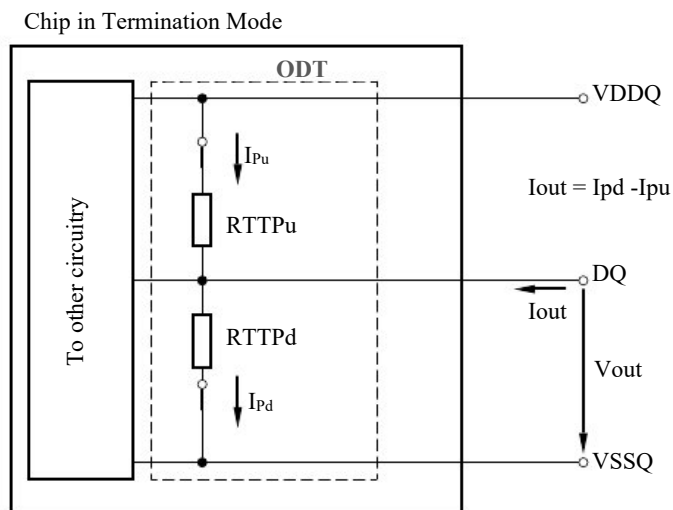 Chip in Termination Mode
ODT
VDDQ
IPu
Iout = Ipd -Ipu
RTTPu
To other circuitry
DQ
Iout
RTTPd
Vout
IPd
VSSQ